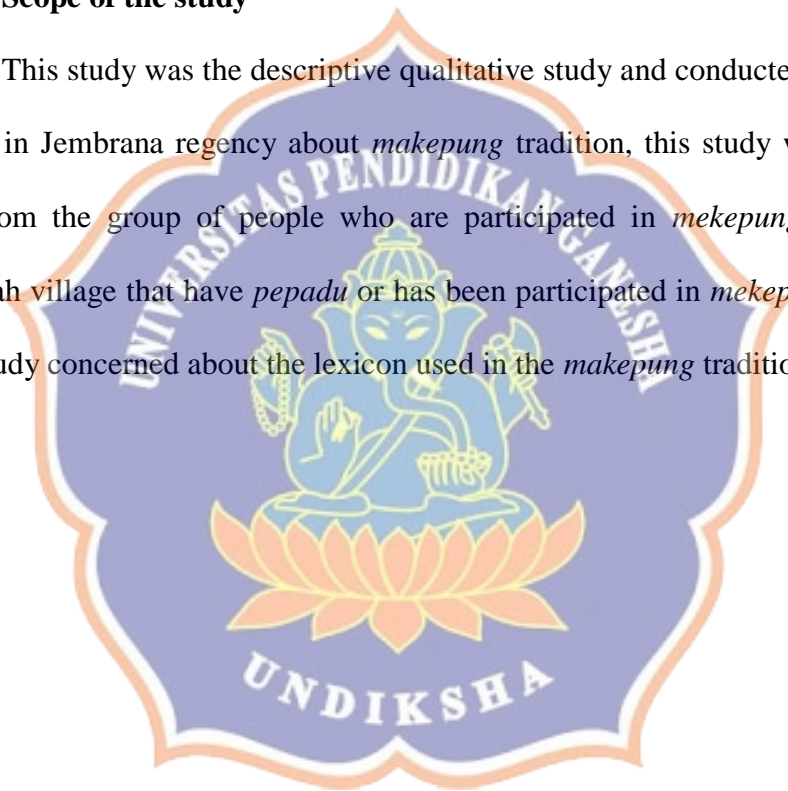 Scope of the study
This study was the descriptive qualitative study and conducte
in Jembrana regency about makepung tradition, this study
om the group of people who are participated in mekepung
ah village that have pepadu or has been participated in mekep
udy concerned about the lexicon used in the makepung traditio
UNIVERSITAS PENDIDIKAN GANESHA
UNDIKSHA